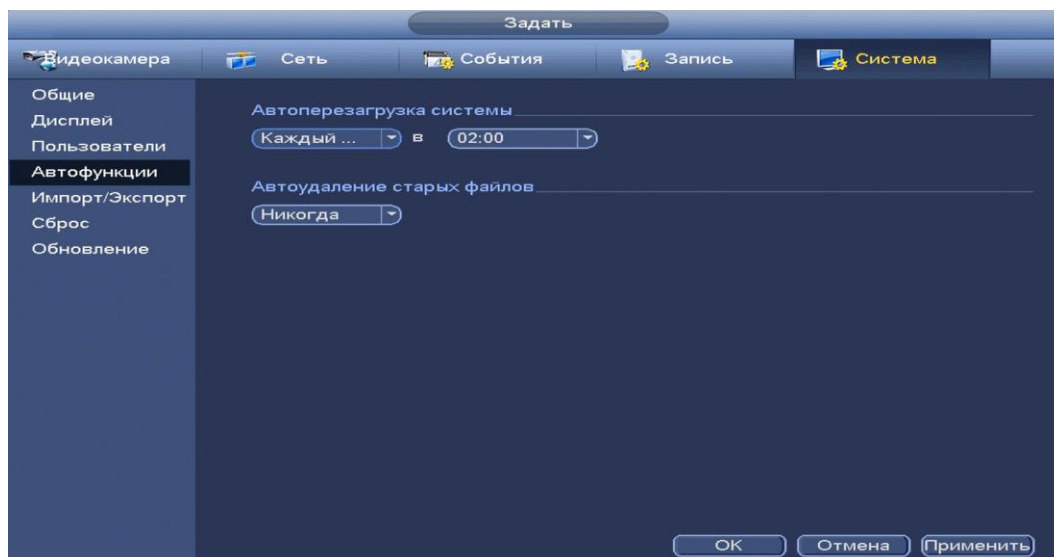 Задать
Видеокамера Сеть События Запись Система
Общие
Дисплей
Пользователи
Автофункции
Импорт/Экспорт
Сброс
Обновление
Автоперезагрузка системы
Каждый ... в 02:00
Автоудаление старых файлов
Никогда
OK Отмена Применить